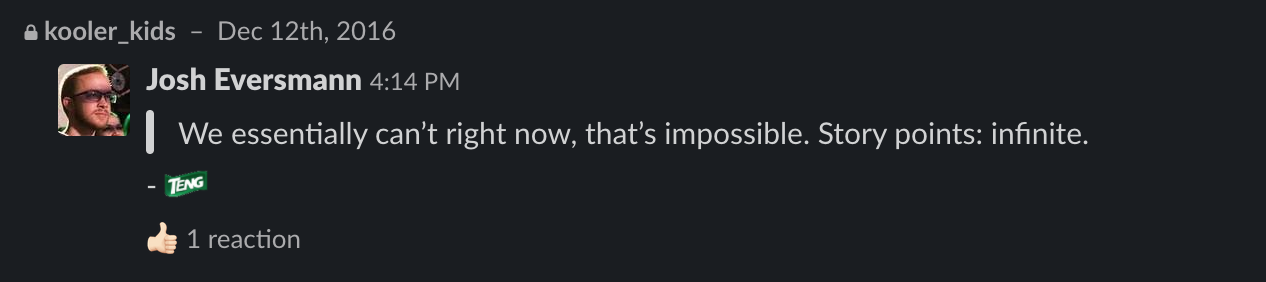 kooler_kids – Dec 12th, 2016
Josh Eversmann 4:14 PM
We essentially can’t right now, that’s impossible. Story points: infinite.
- TENG
1 reaction